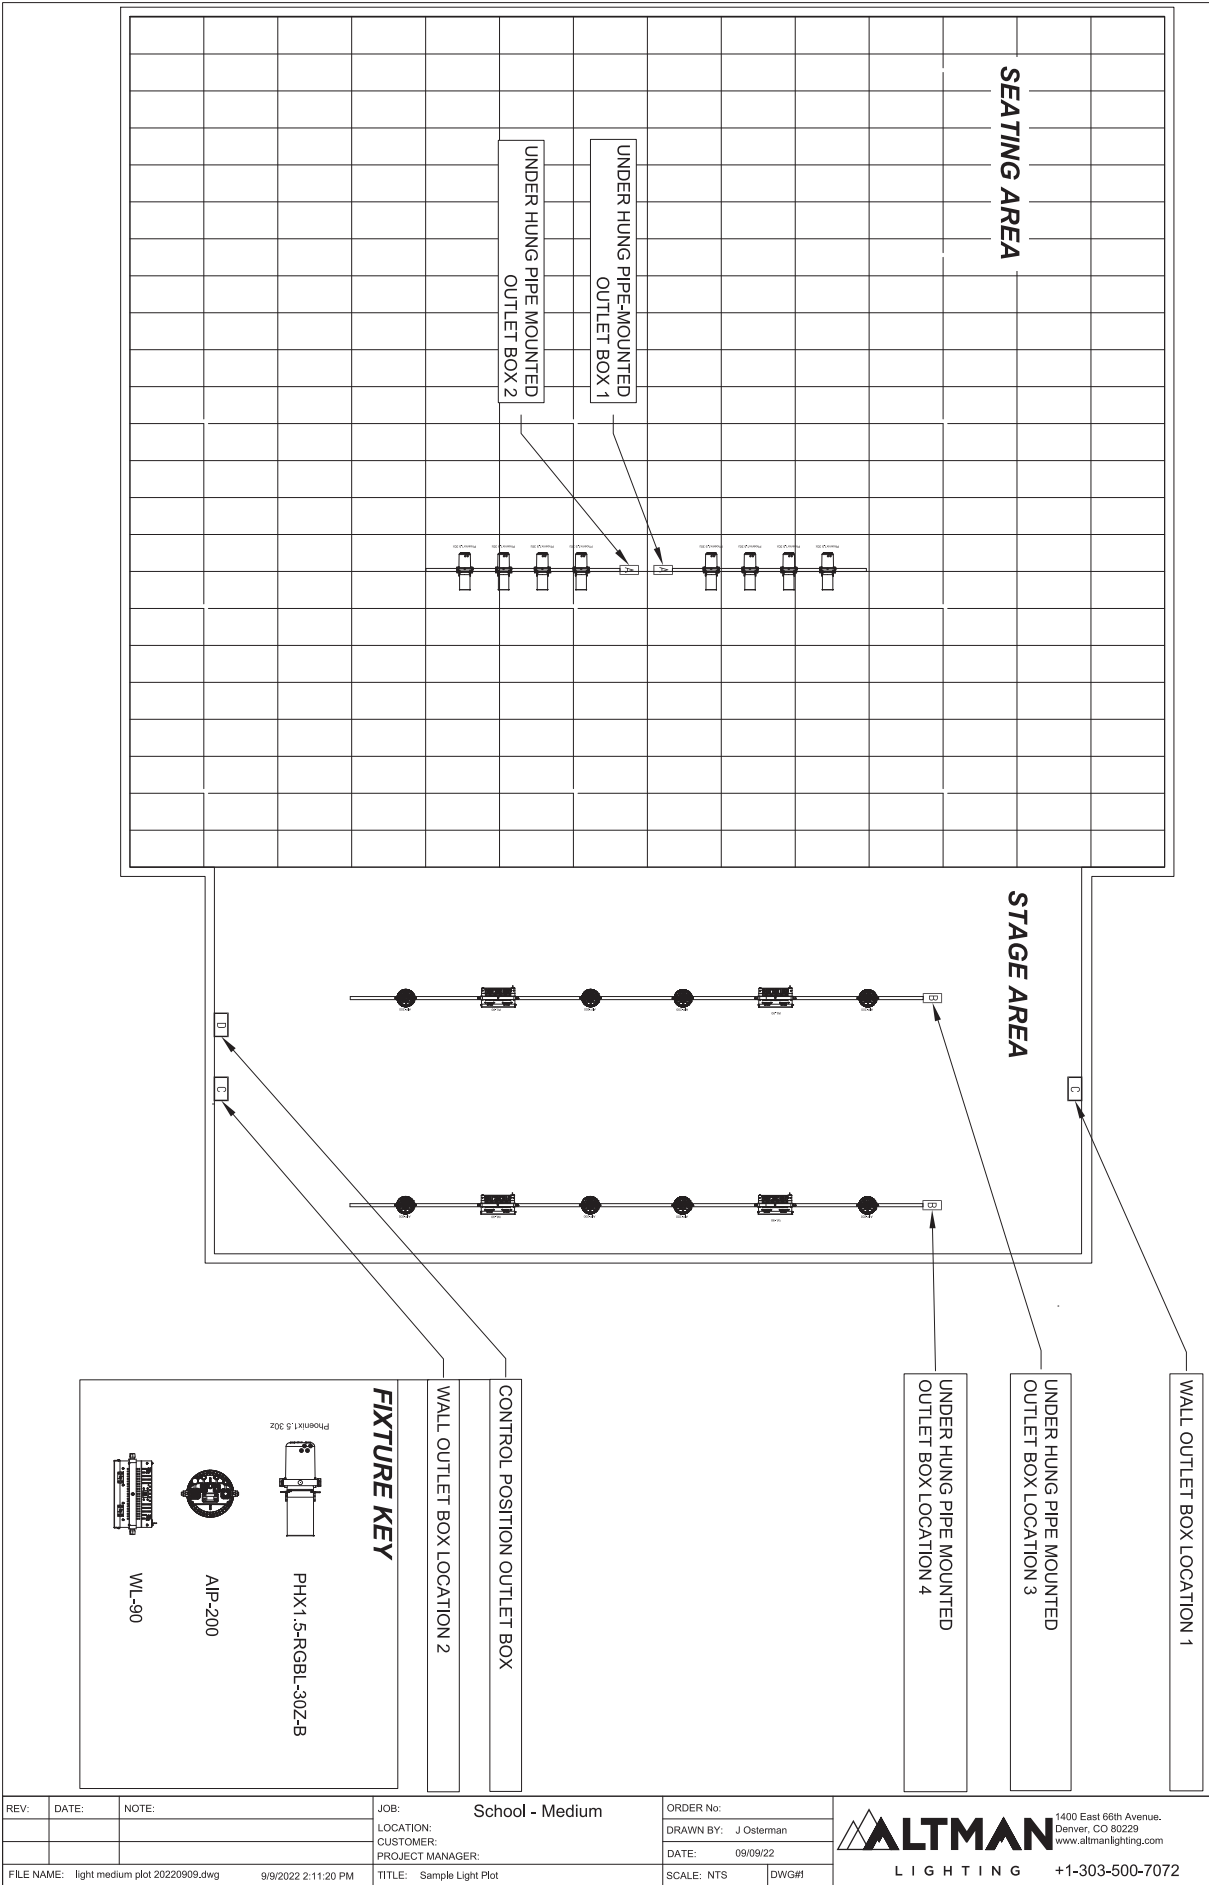 SEATING AREA
UNDER HUNG PIPE-MOUNTED
OUTLET BOX 1
UNDER HUNG PIPE MOUNTED
OUTLET BOX 2
A
A
STAGE AREA
B
D
C
C
B
WALL OUTLET BOX LOCATION 1
UNDER HUNG PIPE MOUNTED
OUTLET BOX LOCATION 3
UNDER HUNG PIPE MOUNTED
OUTLET BOX LOCATION 4
CONTROL POSITION OUTLET BOX
WALL OUTLET BOX LOCATION 2
FIXTURE KEY
Phoenix1.5 30z
PHX1.5-RGBL-30Z-B
AIP-200
WL-90
REV: DATE: NOTE:
JOB: School - Medium
LOCATION:
CUSTOMER:
PROJECT MANAGER:
FILE NAME: light medium plot 20220909.dwg 9/9/2022 2:11:20 PM
TITLE: Sample Light Plot
ORDER No:
DRAWN BY: J Osterman
DATE: 09/09/22
SCALE: NTS
ALTMAN
LIGHTING
1400 East 66th Avenue.
Denver, CO 80229
www.altmanlighting.com
+1-303-500-7072